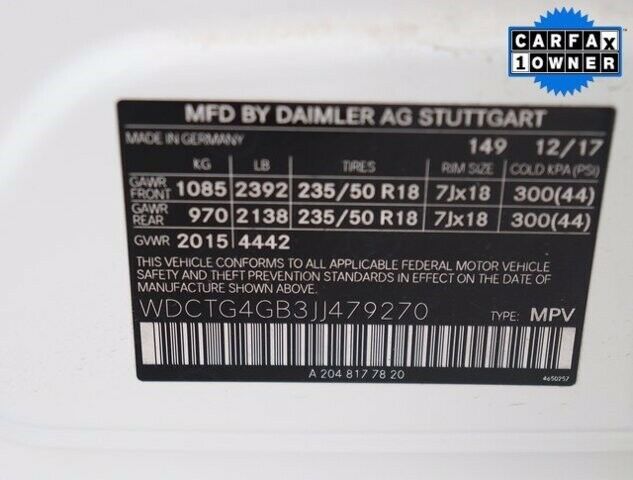 CARFAX
1 OWNER
MFD BY DAIMLER AG STUTTGART
MADE IN GERMANY 149 12/17
KG LB TIRES RIM SIZE COLD KPA (PSI)
GAWR FRONT 1085 2392 235/50 R18 7Jx18 300(44)
GAWR REAR 970 2138 235/50 R18 7Jx18 300(44)
GVWR 2015 4442
THIS VEHICLE CONFORMS TO ALL APPLICABLE FEDERAL MOTOR VEHICLE
SAFETY AND THEFT PREVENTION STANDARDS IN EFFECT ON THE DATE
OF MANUFACTURE SHOWN ABOVE.
WDCTG4GB3JJ479270 TYPE: MPV
A 204 817 78 20 4650257